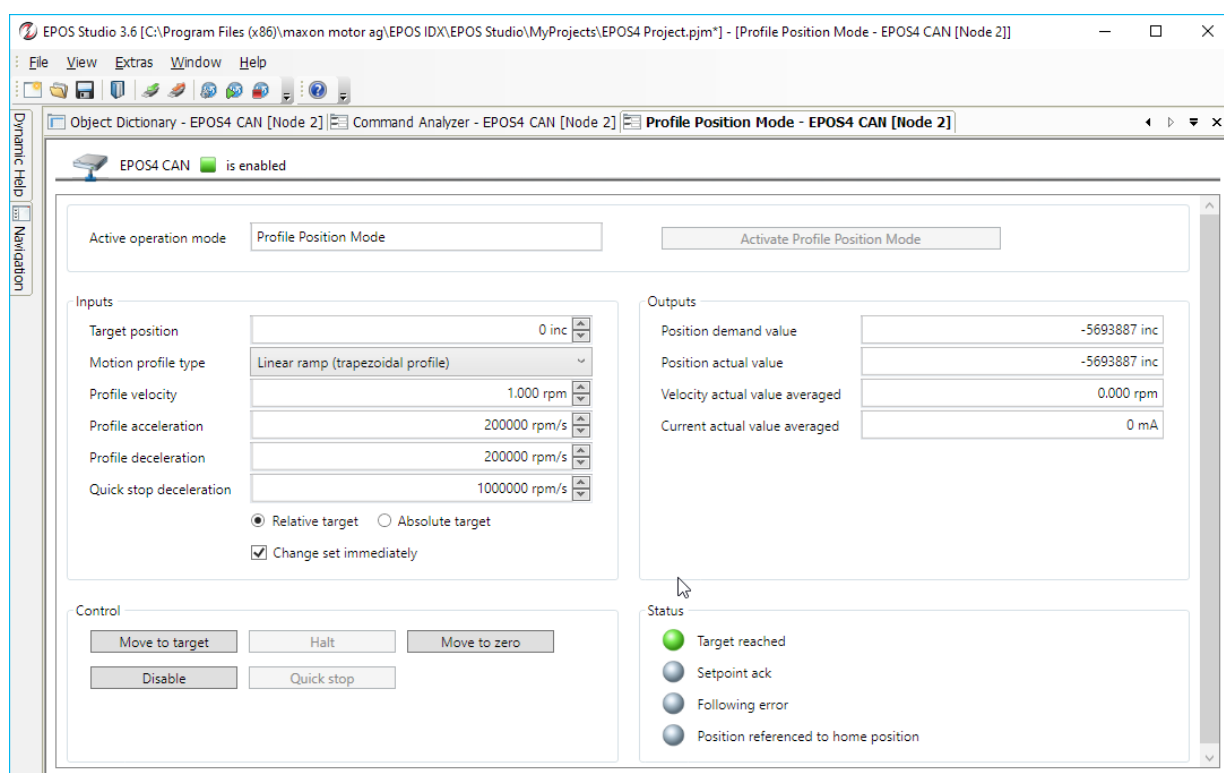 EPOS Studio 3.6 [C:\Program Files (x86)\maxon motor ag\EPOS IDX\EPOS Studio\MyProjects\EPOS4 Project.pjm*] - [Profile Position Mode - EPOS4 CAN [Node 2]]
File View Extras Window Help
Dynamic Help
Navigation
Object Dictionary - EPOS4 CAN [Node 2] Command Analyzer - EPOS4 CAN [Node 2] Profile Position Mode - EPOS4 CAN [Node 2]
EPOS4 CAN is enabled
Active operation mode Profile Position Mode Activate Profile Position Mode
Inputs
Target position 0 inc
Motion profile type Linear ramp (trapezoidal profile)
Profile velocity 1.000 rpm
Profile acceleration 200000 rpm/s
Profile deceleration 200000 rpm/s
Quick stop deceleration 1000000 rpm/s
Relative target Absolute target
Change set immediately
Outputs
Position demand value -5693887 inc
Position actual value -5693887 inc
Velocity actual value averaged 0.000 rpm
Current actual value averaged 0 mA
Control
Move to target Halt Move to zero
Disable Quick stop
Status
Target reached
Setpoint ack
Following error
Position referenced to home position